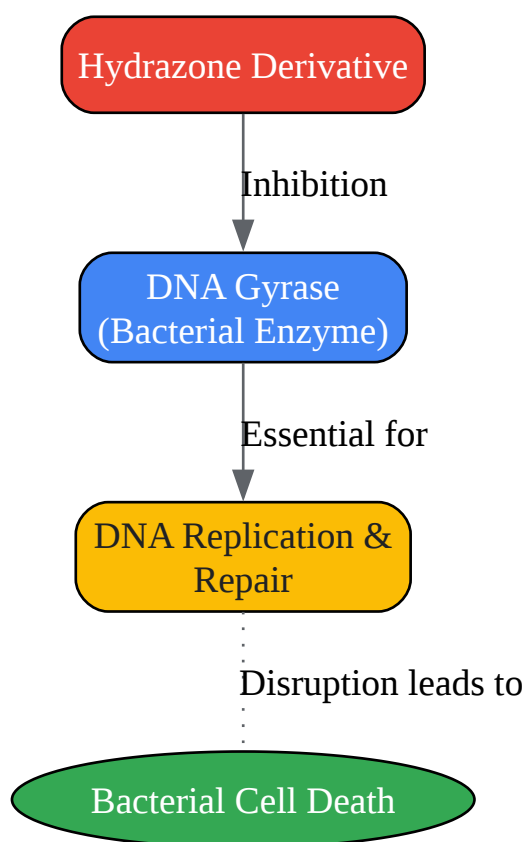 Hydrazone Derivative
Inhibition
DNA Gyrase
(Bacterial Enzyme)
Essential for
DNA Replication &
Repair
Disruption leads to
Bacterial Cell Death